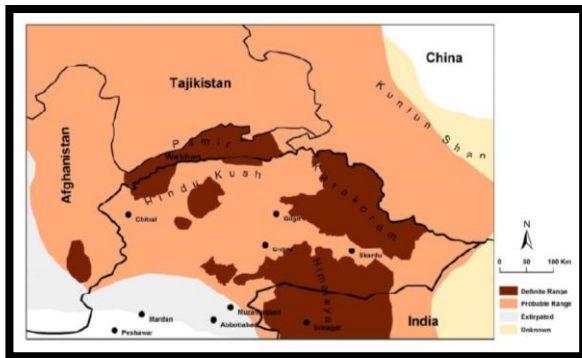 China
Tajikistan
Kunlun Shan
Pamir
Wakhan
Afghanistan
Hindu Kush
Karakoram
Chitral
Gilgit
Skardu
Himalaya
Mardan
Muzaffarabad
Abbottabad
Peshawar
Srinagar
India
N
0 50 100 Km
Definite Range
Probable Range
Extirpated
Unknown